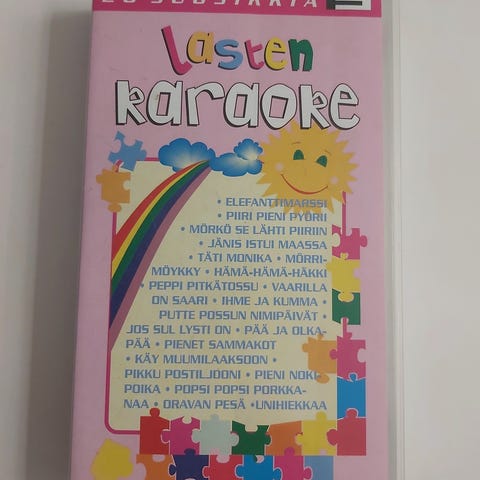 20 SUOSIKKIA
lasten
karaoke
• ELEFANTTIMARSSI
• PIIRI PIENI PYÖRII
• MÖRKÖ SE LÄHTI PIIRIIN
• JÄNIS ISTUI MAASSA
• TÄTI MONIKA • MÖRRI-
MÖYKKY • HÄMÄ-HÄMÄ-HÄKKI
• PEPPI PITKÄTOSSU • VAARILLA
ON SAARI • IHME JA KUMMA •
PUTTE POSSUN NIMIPÄIVÄT •
JOS SUL LYSTI ON • PÄÄ JA OLKA-
PÄÄ • PIENET SAMMAKOT
• KÄY MUUMILAAKSOON •
PIKKU POSTILJOONI • PIENI NOKI-
POIKA • POPSI POPSI PORKKA-
NAA • ORAVAN PESÄ •UNIHIEKKAA